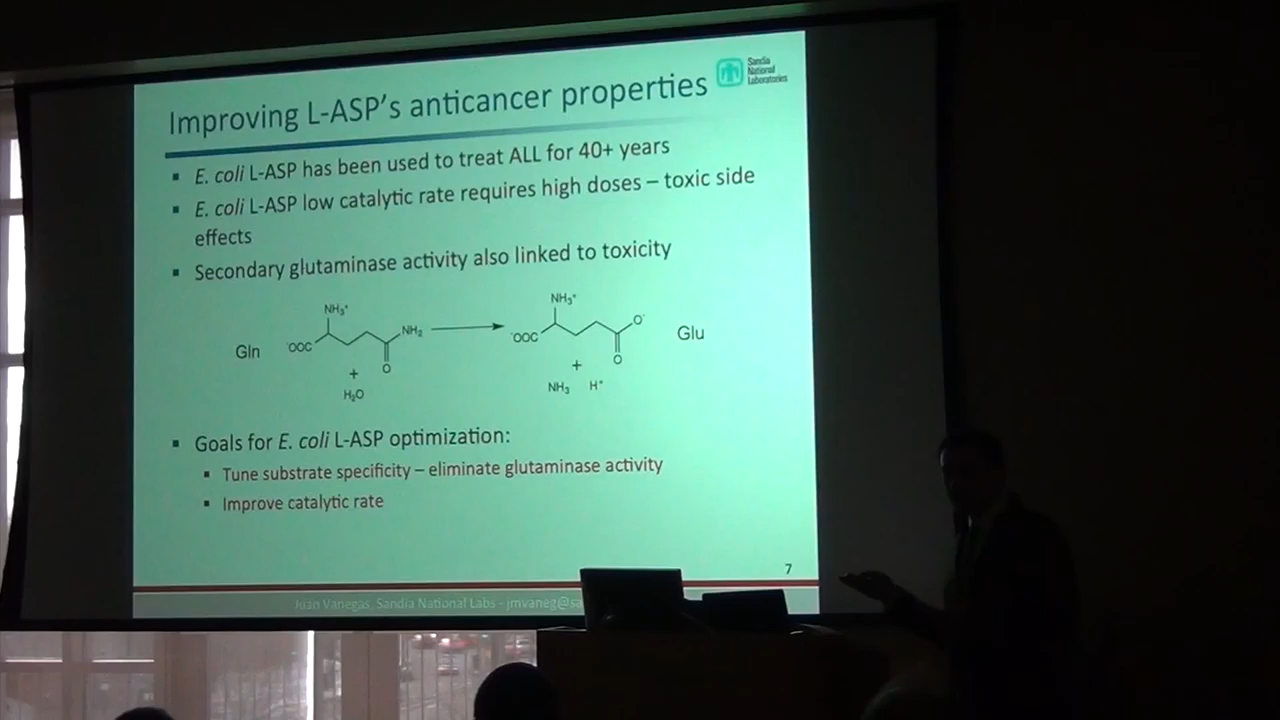 Improving L-ASP's anticancer properties
Sandia
National
Laboratories
▪ E. coli L-ASP has been used to treat ALL for 40+ years
▪ E. coli L-ASP low catalytic rate requires high doses – toxic side
effects
▪ Secondary glutaminase activity also linked to toxicity
NH₃⁺ NH₃⁺
Gln ⁻OOC NH₂ O ⁻OOC O⁻ O Glu
+ +
H₂O NH₃ H⁺
▪ Goals for E. coli L-ASP optimization:
▪ Tune substrate specificity – eliminate glutaminase activity
▪ Improve catalytic rate
7
Juan Vanegas, Sandia National Labs - jmvaneg@sa